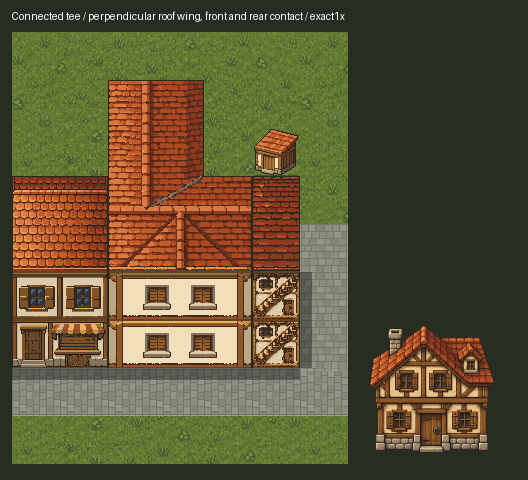 Connected tee / perpendicular roof wing, front and rear contact / exact1x